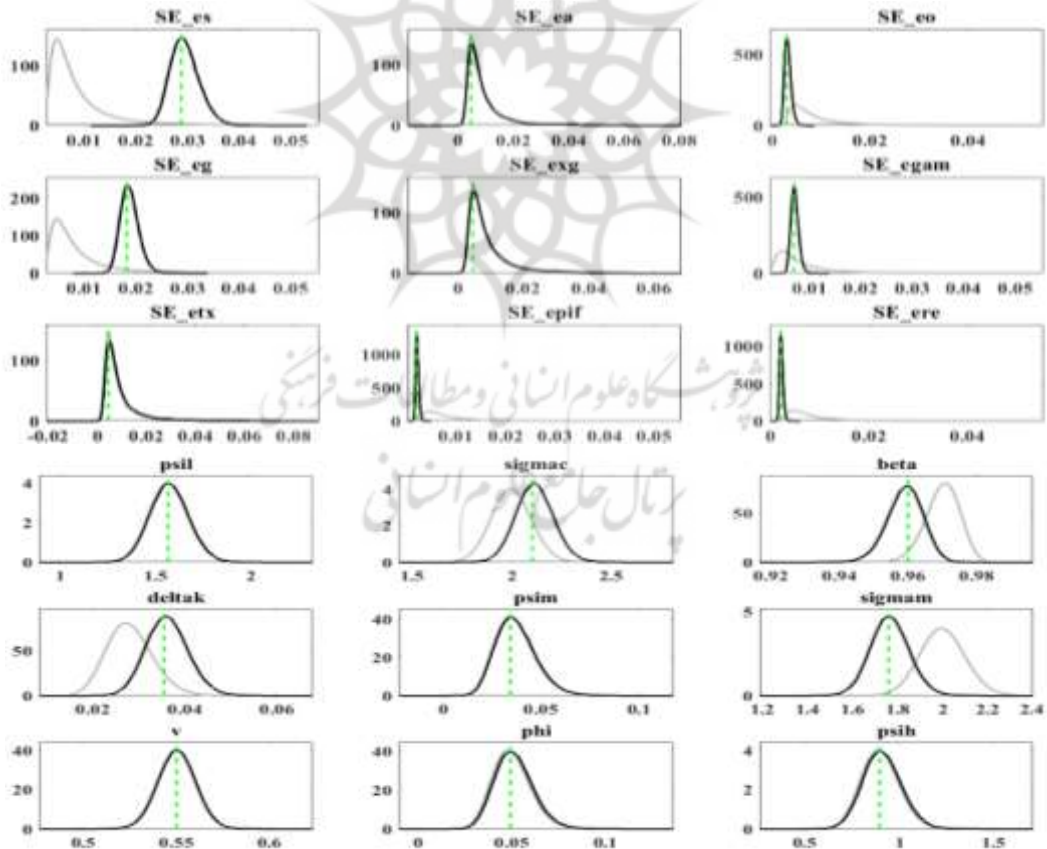 SE_es SE_ea SE_eo
100 100 500
0 0 0
0.01 0.02 0.03 0.04 0.05 0 0.02 0.04 0.06 0.08 0 0.02 0.04
SE_eg SE_exg SE_egam
200 100 500
100
0 0 0
0.01 0.02 0.03 0.04 0.05 0 0.02 0.04 0.06 0.01 0.02 0.03 0.04 0.05
SE_etx SE_epif SE_ere
100 1000 1000
500 500
0 0 0
-0.02 0 0.02 0.04 0.06 0.08 0.01 0.02 0.03 0.04 0.05 0 0.02 0.04
پژوهشگاه علوم انسانی و مطالعات فرهنگی
psil sigmac beta
4 4 50
2 2
0 0 0
1 1.5 2 1.5 2 2.5 0.92 0.94 0.96 0.98
پرتال جامع علوم انسانی
deltak psim sigmam
50 40 5
20
0 0 0
0.02 0.04 0.06 0 0.05 0.1 1.2 1.4 1.6 1.8 2 2.2 2.4
v phi psih
40 40 4
20 20 2
0 0 0
0.5 0.55 0.6 0 0.05 0.1 0.5 1 1.5